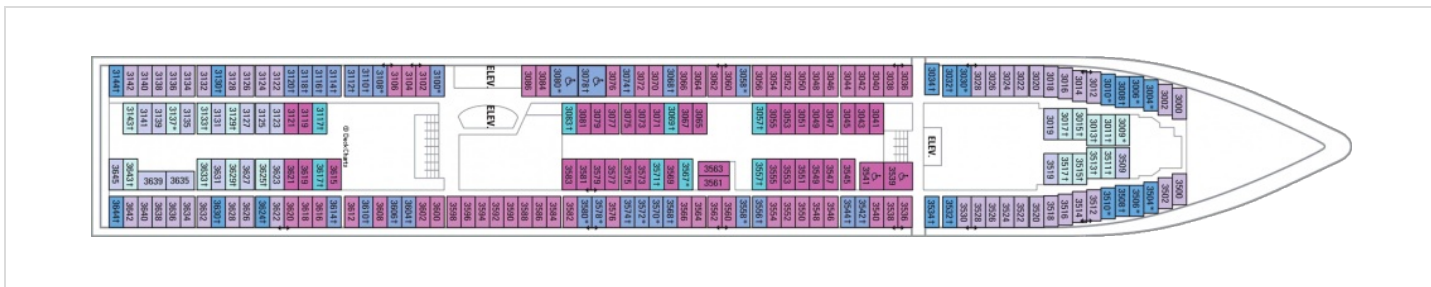 3144† 3142 3140 3138 3136 3134 3132 3130† 3128 3126 3124 3122 3120† 3118† 3116† 3114† 3112† 3110† 3108* 3106 3104 3102 3100* ELEV. 3086 3084 3080* 3078† 3076 3074† 3072 3070 3068† 3066 3064 3062 3060 3058* 3056 3054 3052 3050 3048 3046 3044 3042 3040 3038 3036 3034† 3032† 3030* 3028 3026 3024 3022 3020 3018 3016 3014 3012 3010* 3008† 3006* 3004* 3002 3000
3143† 3141 3139 3137* 3135 3133† 3131 3129† 3127 3125 3123 3121 3119 3117† ELEV. 3083† 3081 3079 3077 3075 3073 3071 3069† 3067 3065 3057† 3055 3053 3051 3049 3047 3045 3043 3041 3019 3017† 3015† 3013† 3011† 3009*
© Deck Chartz
ELEV.
3645 3643† 3639 3635 3633† 3631 3629† 3627 3625† 3623 3621 3619 3617† 3615 3583 3581 3579 3577 3575 3573 3571† 3569 3567* 3563 3561 3557† 3555 3553 3551 3549 3547 3545 3541 3539 3519 3517† 3515† 3513† 3511† 3509
3644† 3642 3640 3638 3636 3634 3632 3630† 3628 3626 3624† 3622 3620 3618 3616 3614† 3612 3610† 3608 3606† 3604† 3602 3600 3598 3596 3594 3592 3590 3588 3586 3584 3582 3580* 3578* 3576 3574† 3572* 3570* 3568† 3566 3564 3562 3560 3558* 3556† 3554 3552 3550 3548 3546 3544† 3542† 3540 3538 3536 3534† 3532† 3530 3528 3526 3524 3522 3520 3518 3516 3514 3512 3510* 3508† 3506* 3504* 3502 3500